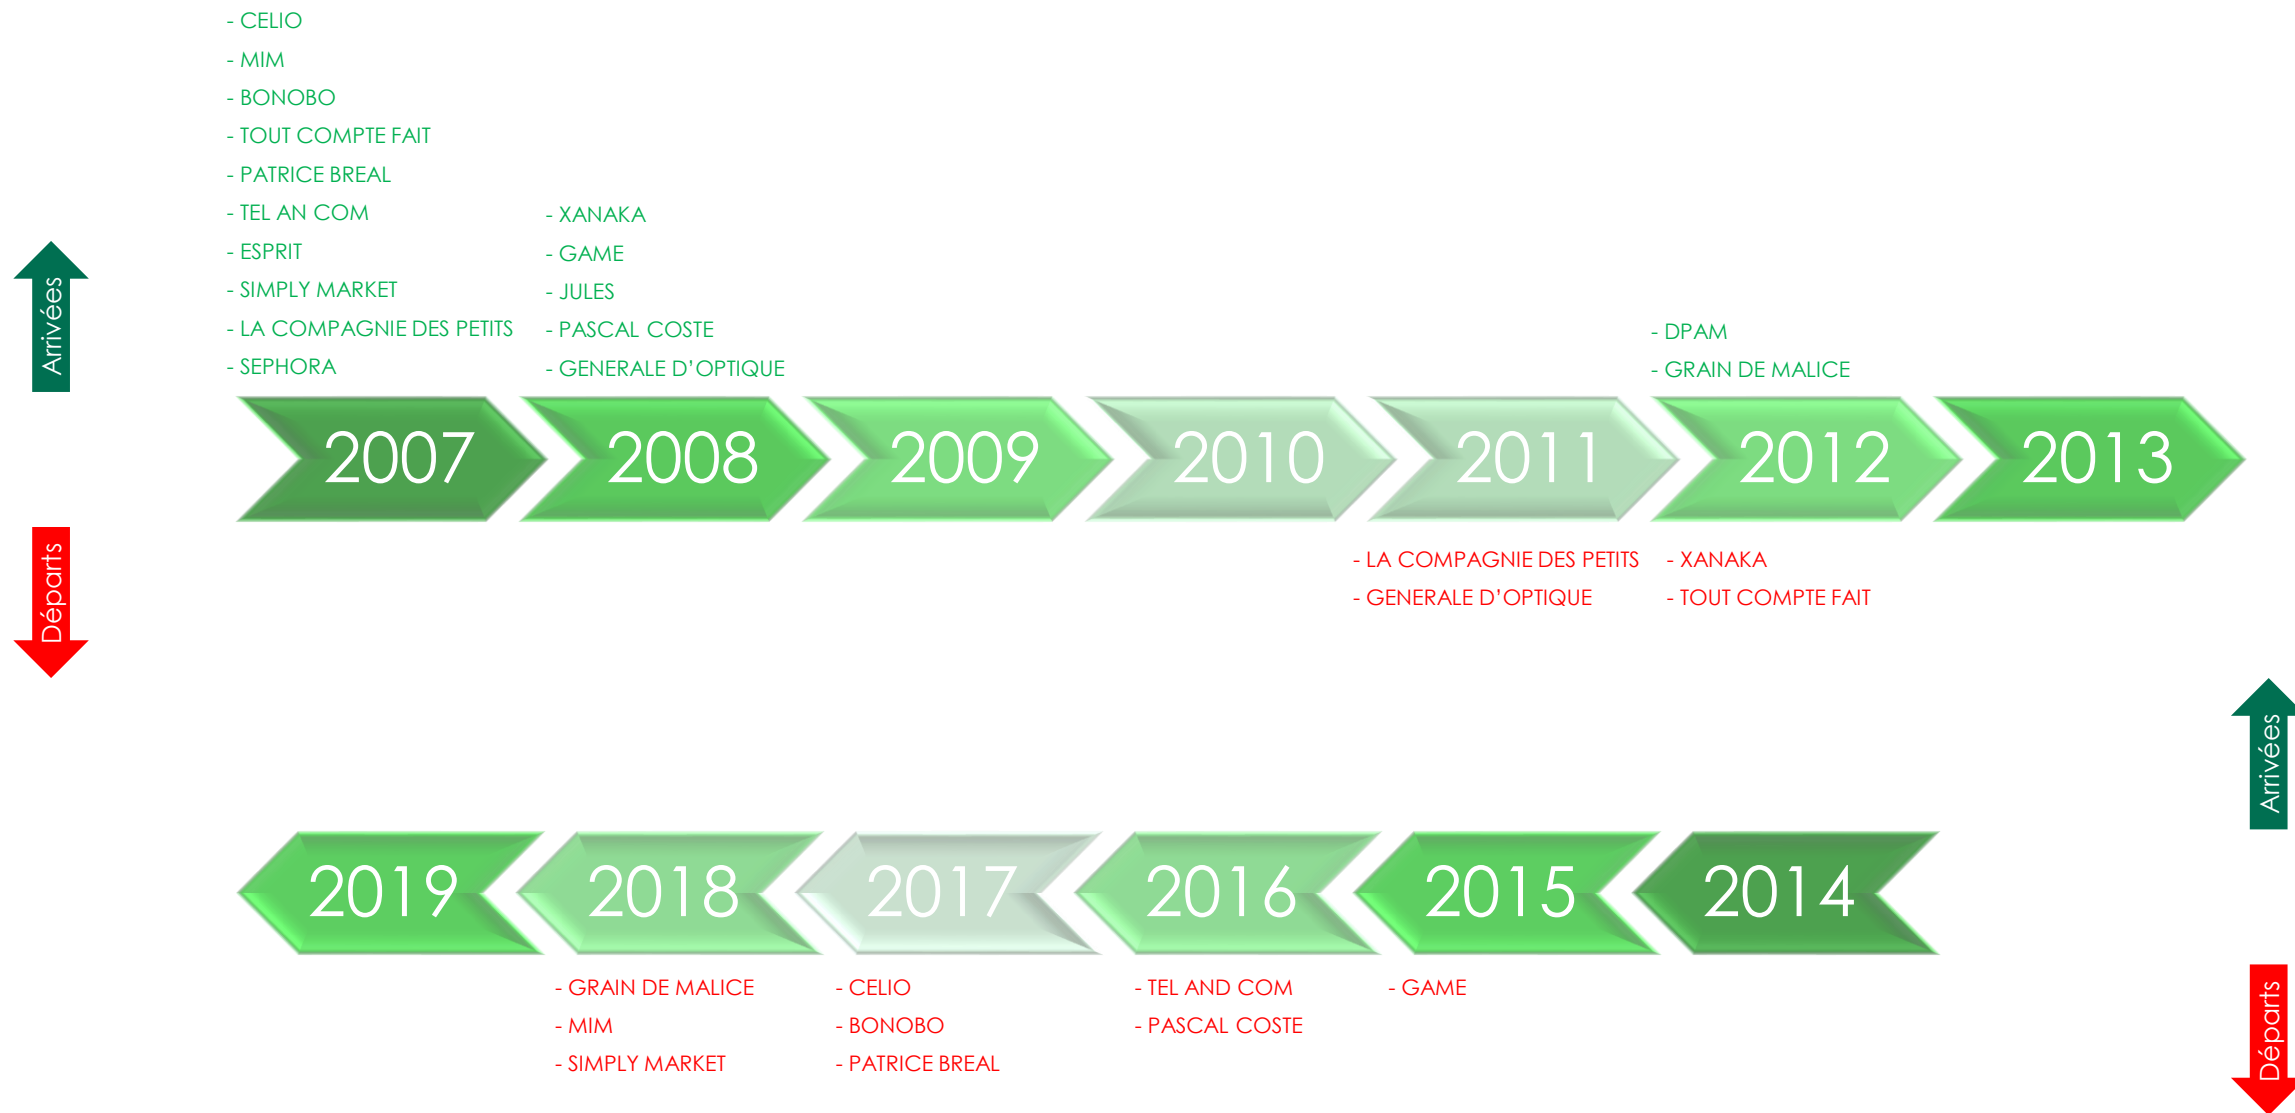 - CELIO
- MIM
- BONOBO
- TOUT COMPTE FAIT
- PATRICE BREAL
- TEL AN COM
- ESPRIT
- SIMPLY MARKET
- LA COMPAGNIE DES PETITS
- SEPHORA
- XANAKA
- GAME
- JULES
- PASCAL COSTE
- GENERALE D’OPTIQUE
- DPAM
- GRAIN DE MALICE
Arrivées
2007
2008
2009
2010
2011
2012
2013
Départs
- LA COMPAGNIE DES PETITS
- GENERALE D’OPTIQUE
- XANAKA
- TOUT COMPTE FAIT
Arrivées
2019
2018
2017
2016
2015
2014
- GRAIN DE MALICE
- MIM
- SIMPLY MARKET
- CELIO
- BONOBO
- PATRICE BREAL
- TEL AND COM
- PASCAL COSTE
- GAME
Départs